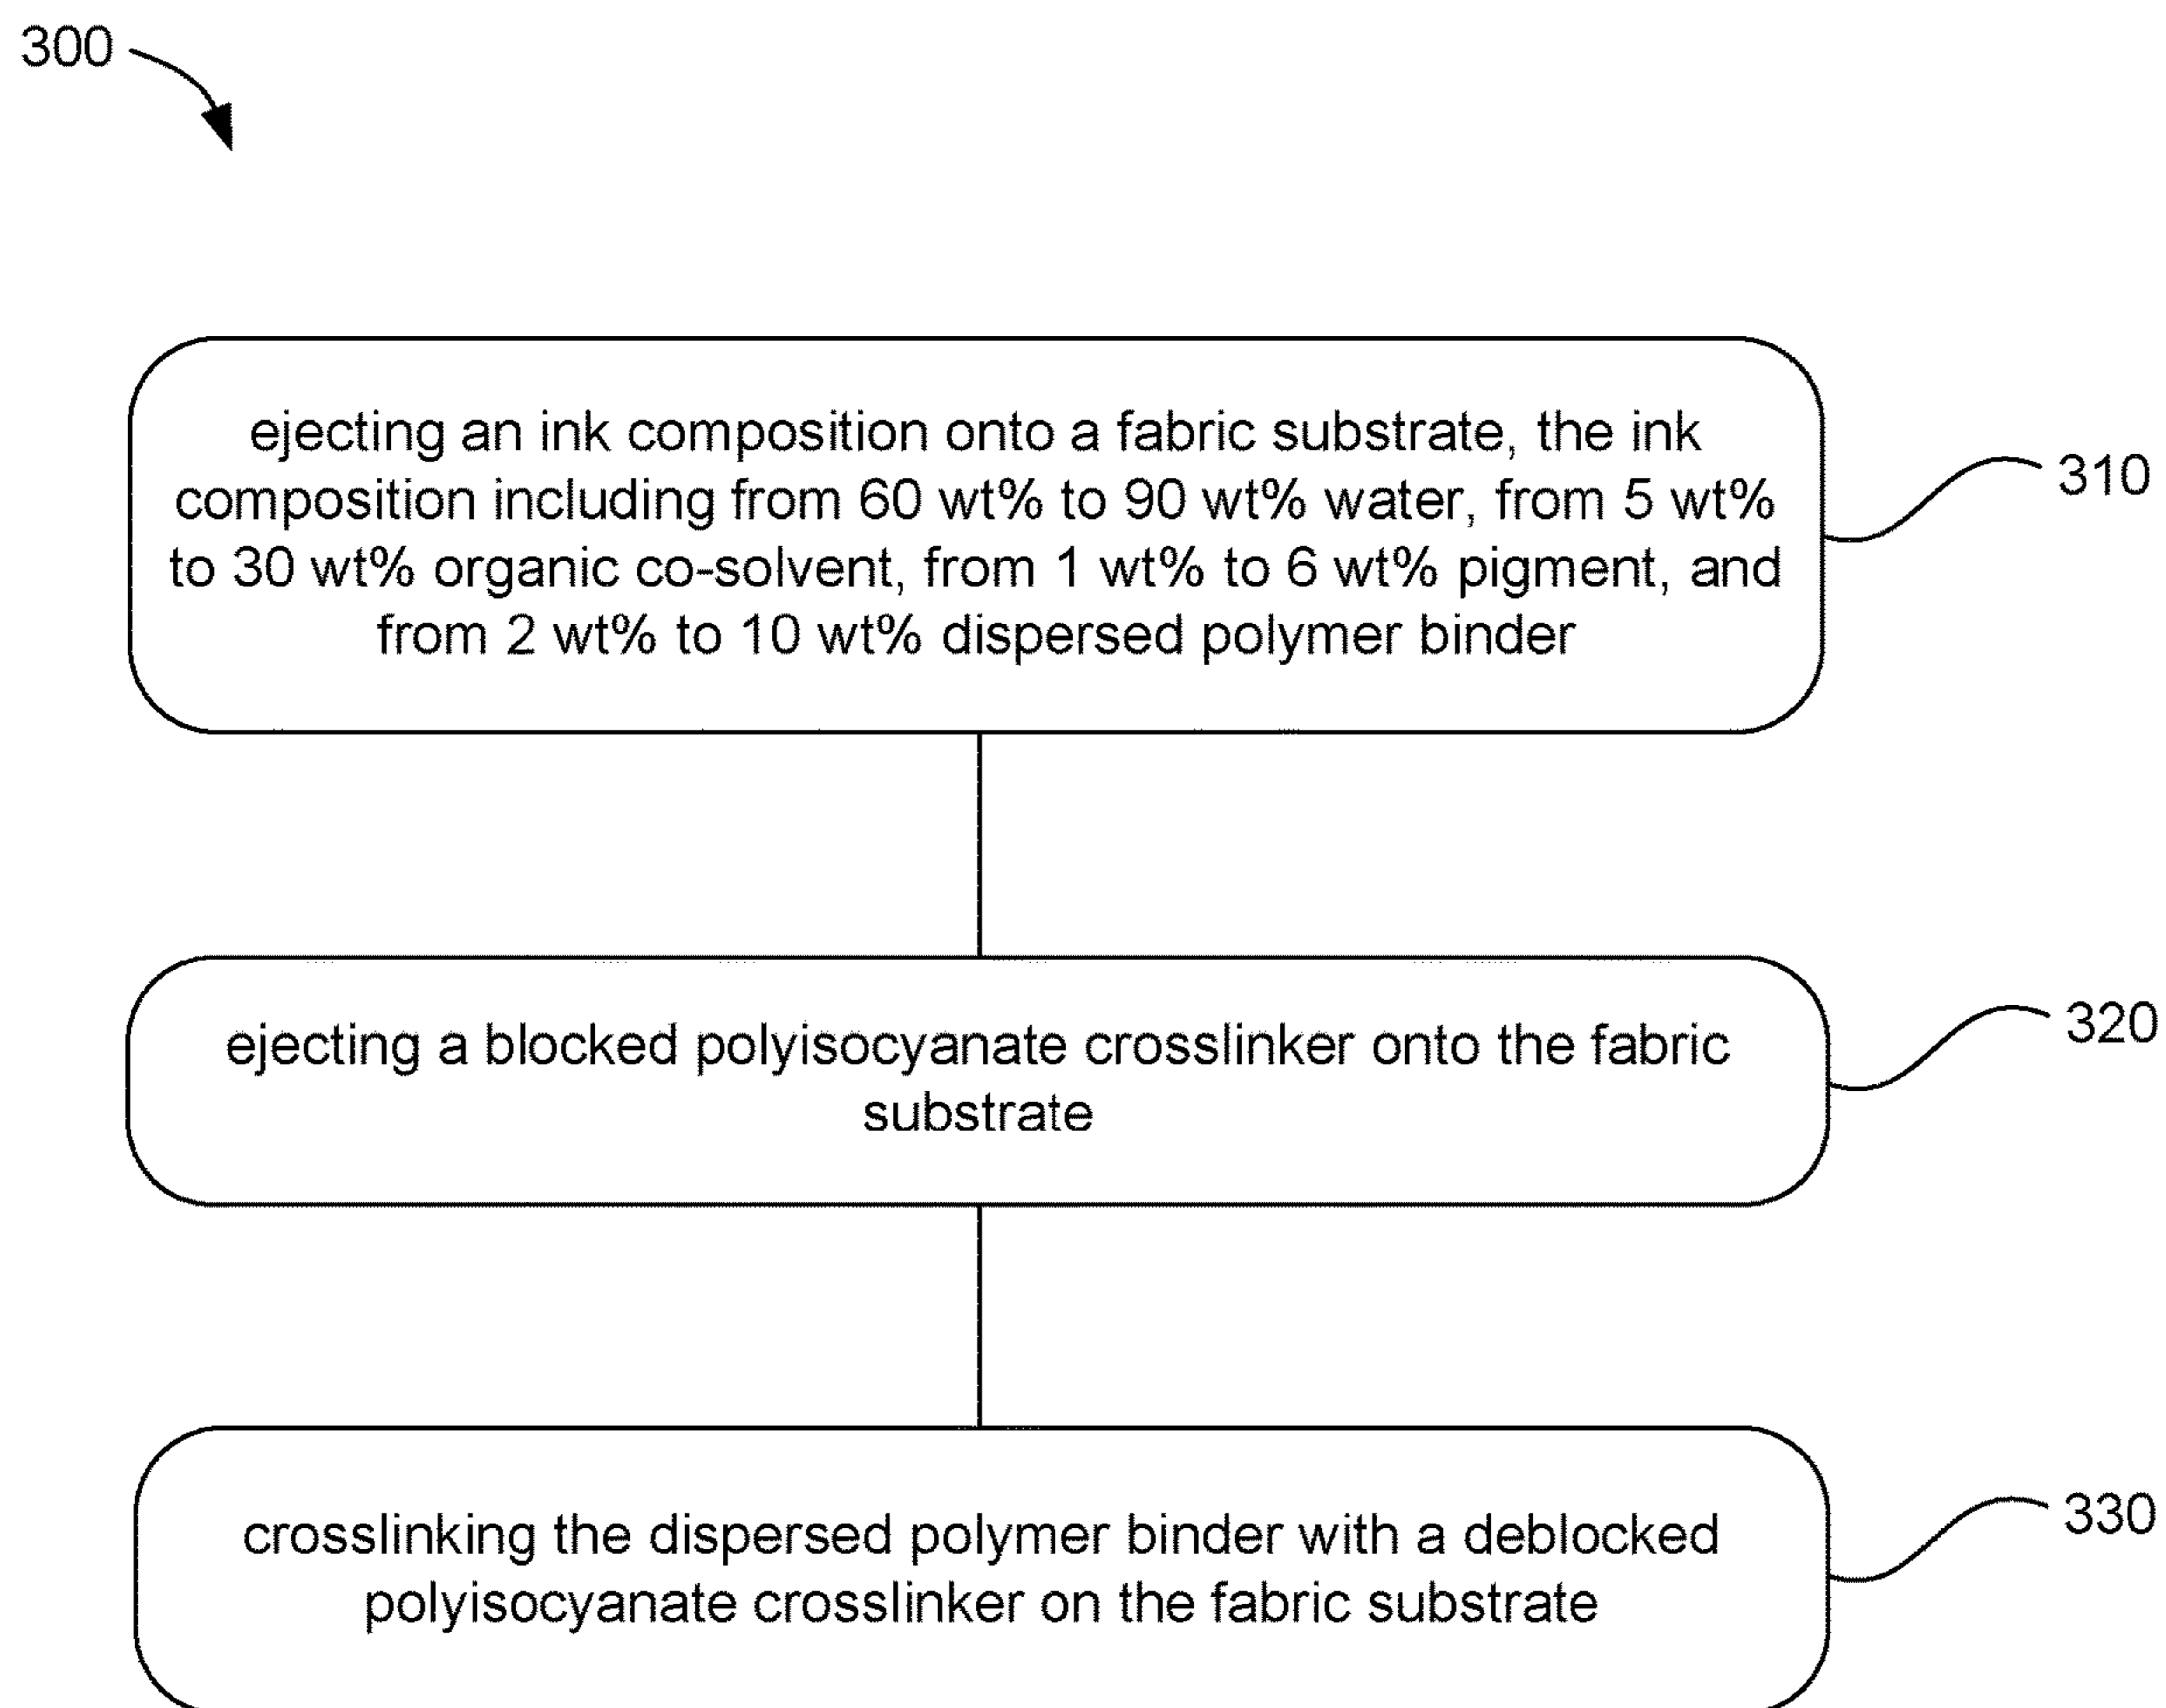 300
ejecting an ink composition onto a fabric substrate, the ink
composition including from 60 wt% to 90 wt% water, from 5 wt%
to 30 wt% organic co-solvent, from 1 wt% to 6 wt% pigment, and
from 2 wt% to 10 wt% dispersed polymer binder
310
ejecting a blocked polyisocyanate crosslinker onto the fabric
substrate
320
crosslinking the dispersed polymer binder with a deblocked
polyisocyanate crosslinker on the fabric substrate
330